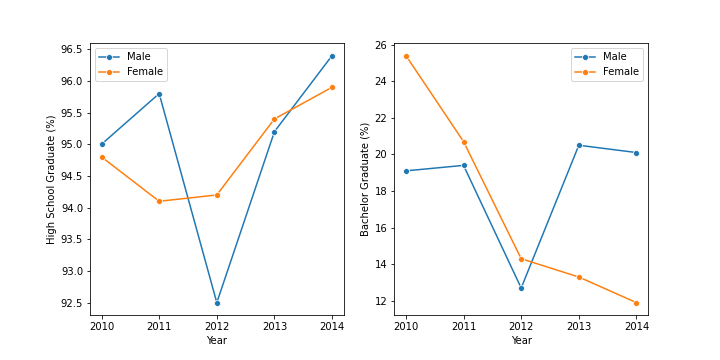 Male
Female
96.5
96.0
95.5
95.0
94.5
94.0
93.5
93.0
92.5
High School Graduate (%)
2010 2011 2012 2013 2014
Year
Male
Female
26
24
22
20
18
16
14
12
Bachelor Graduate (%)
2010 2011 2012 2013 2014
Year